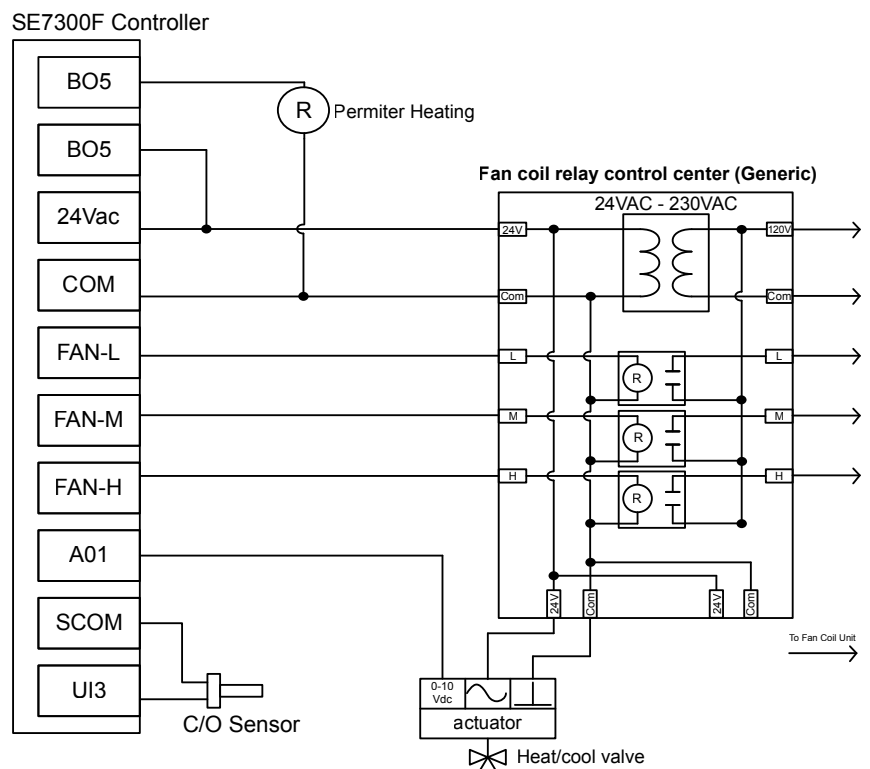 SE7300F Controller
BO5
BO5
24Vac
COM
FAN-L
FAN-M
FAN-H
A01
SCOM
UI3
R
Permiter Heating
C/O Sensor
Fan coil relay control center (Generic)
24VAC - 230VAC
24V
120V
Com
Com
L
R
L
M
R
M
H
R
H
24V
Com
24V
Com
To Fan Coil Unit
0-10
Vdc
actuator
Heat/cool valve